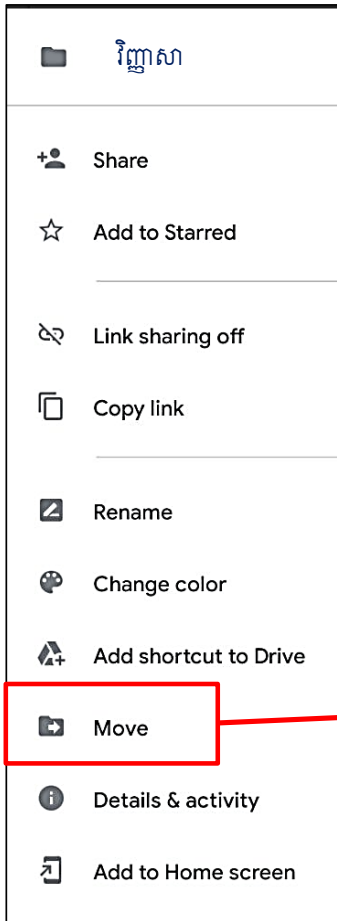 វិញ្ញាសា
Share
Add to Starred
Link sharing off
Copy link
Rename
Change color
Add shortcut to Drive
Move
Details & activity
Add to Home screen